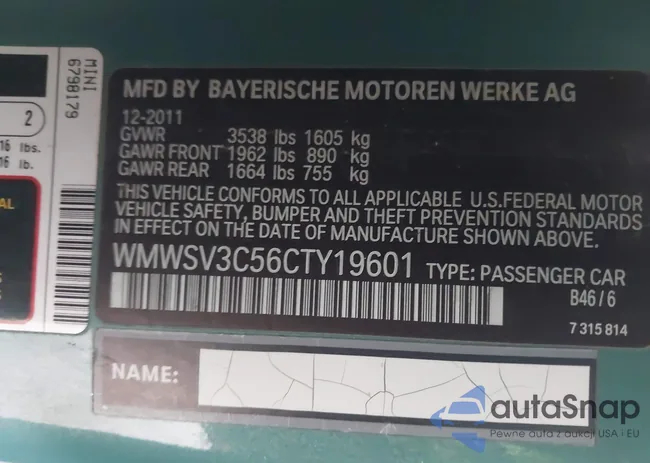 MINI
6798179
2
16 lbs.
16 lb.
AL
MFD BY BAYERISCHE MOTOREN WERKE AG
12-2011
GVWR 3538 lbs 1605 kg
GAWR FRONT 1962 lbs 890 kg
GAWR REAR 1664 lbs 755 kg
THIS VEHICLE CONFORMS TO ALL APPLICABLE U.S.FEDERAL MOTOR
VEHICLE SAFETY, BUMPER AND THEFT PREVENTION STANDARDS
IN EFFECT ON THE DATE OF MANUFACTURE SHOWN ABOVE.
WMWSV3C56CTY19601 TYPE: PASSENGER CAR
B46/6
7 315 814
NAME:
autaSnap
Pewne auta z aukcji USA i EU